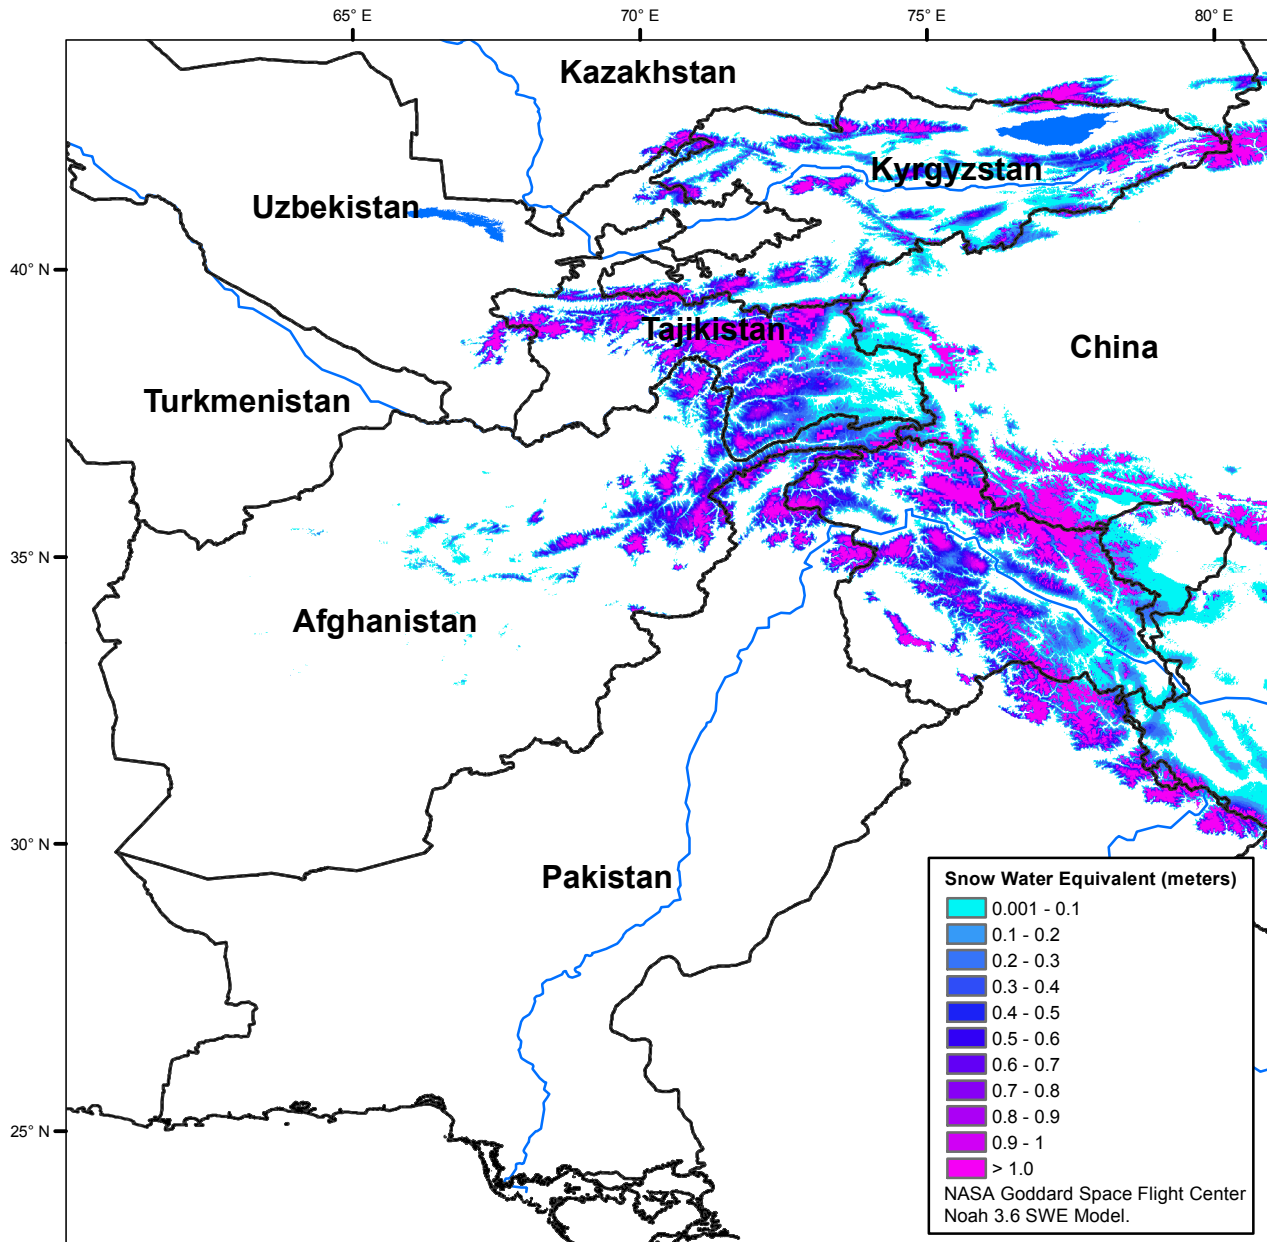 65° E
70° E
75° E
80° E
Kazakhstan
Kyrgyzstan
Uzbekistan
40° N
Tajikistan
China
Turkmenistan
35° N
Afghanistan
30° N
Pakistan
25° N
Snow Water Equivalent (meters)
0.001 - 0.1
0.1 - 0.2
0.2 - 0.3
0.3 - 0.4
0.4 - 0.5
0.5 - 0.6
0.6 - 0.7
0.7 - 0.8
0.8 - 0.9
0.9 - 1
> 1.0
NASA Goddard Space Flight Center
Noah 3.6 SWE Model.